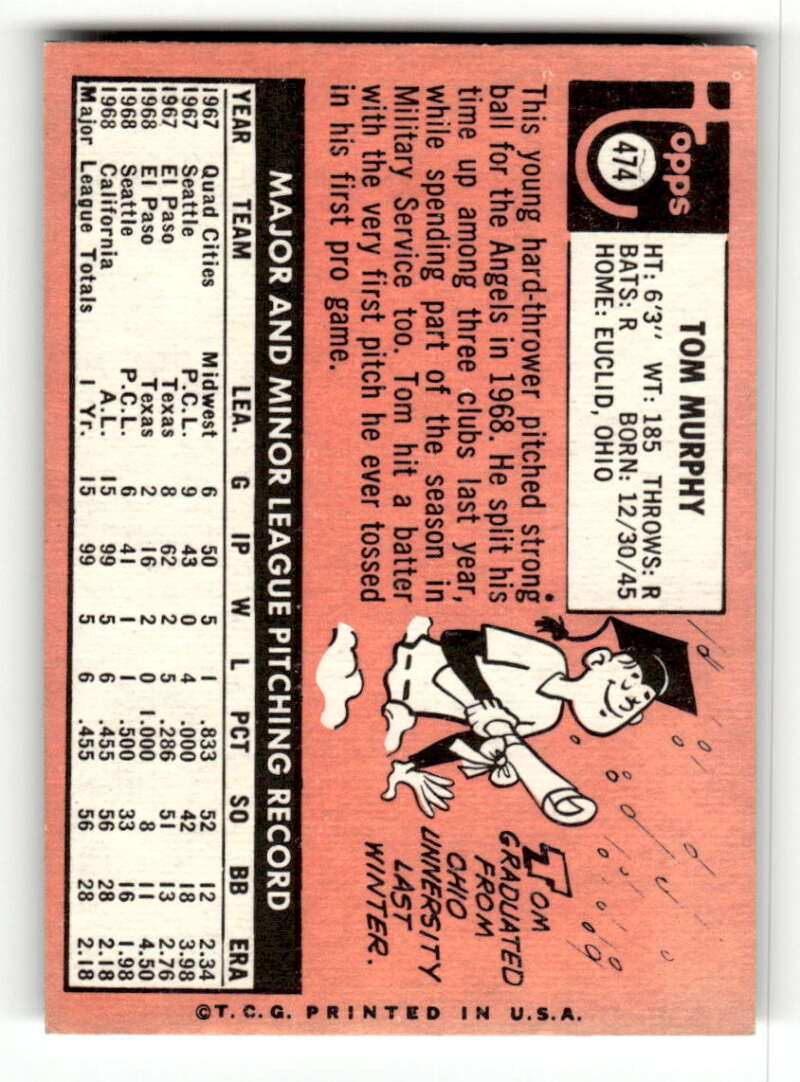 Topps
474
TOM MURPHY
HT: 6'3" WT: 185 THROWS: R
BATS: R BORN: 12/30/45
HOME: EUCLID, OHIO
This young hard-thrower pitched strong
ball for the Angels in 1968. He split his
time up among three clubs last year,
while spending part of the season in
Military Service too. Tom hit a batter
with the very first pitch he ever tossed
in his first pro game.
TOM
GRADUATED
FROM
OHIO
UNIVERSITY
LAST
WINTER.
MAJOR AND MINOR LEAGUE PITCHING RECORD
YEAR TEAM LEA. G IP W L PCT SO BB ERA
1967 Quad Cities Midwest 6 50 5 1 .833 52 12 2.34
1967 Seattle P.C.L. 9 43 0 4 .000 42 18 3.98
1967 El Paso Texas 8 62 2 5 .286 51 13 2.76
1968 El Paso Texas 2 16 2 0 1.000 8 11 4.50
1968 Seattle P.C.L. 6 41 1 1 .500 33 16 1.98
1968 California A.L. 15 99 5 6 .455 56 28 2.18
Major League Totals 1 Yr. 15 99 5 6 .455 56 28 2.18
©T.C.G. PRINTED IN U.S.A.